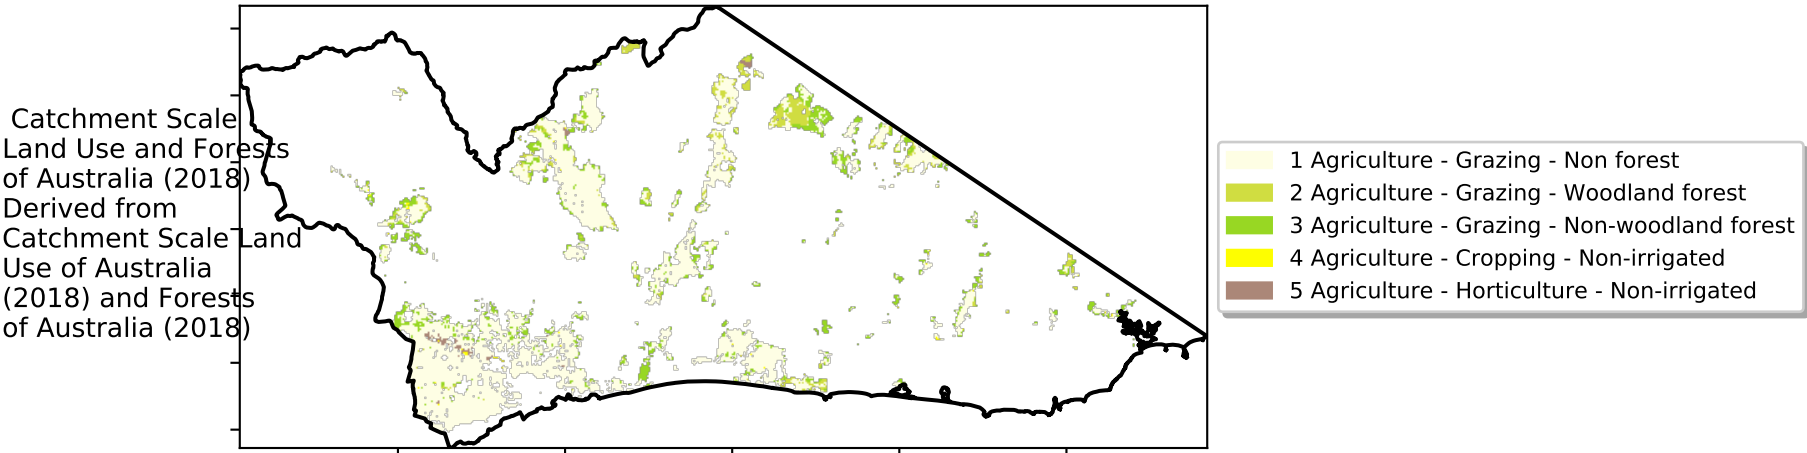 Catchment Scale
Land Use and Forests
of Australia (2018)
Derived from
Catchment Scale Land
Use of Australia
(2018) and Forests
of Australia (2018)
1 Agriculture - Grazing - Non forest
2 Agriculture - Grazing - Woodland forest
3 Agriculture - Grazing - Non-woodland forest
4 Agriculture - Cropping - Non-irrigated
5 Agriculture - Horticulture - Non-irrigated